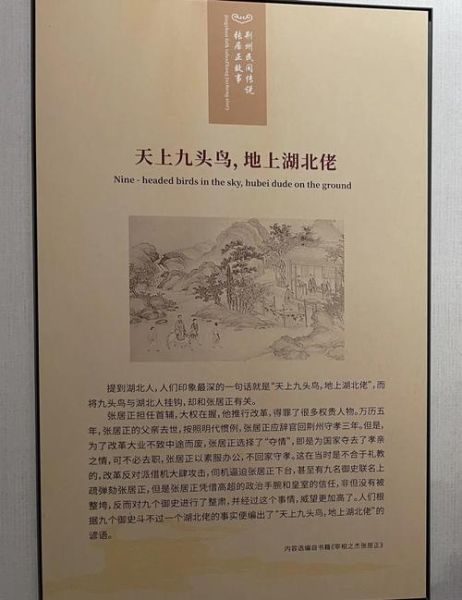 荆州民间传说
张居正故事
Jingzhou folk tales/Zhang Juzheng story
天上九头鸟，地上湖北佬
Nine - headed birds in the sky, hubei dude on the ground
提到湖北人，人们印象最深的一句话就是“天上九头鸟，地上湖北佬”，而
将九头鸟与湖北人挂钩，却和张居正有关。
张居正担任首辅，大权在握，他推行改革，得罪了很多权贵人物。万历五
年，张居正的父亲去世，按照明代惯例，张居正应辞官回荆州守孝三年。但是，
为了改革大业不致中途而废，张居正选择了“夺情”，即是为国家夺去了孝亲
之情，可不必去职，张居正以素服办公，不回家守孝。这在当时是不合于礼教
的，改革反对派借机大肆攻击，伺机逼迫张居正下台，甚至有九名御史联名上
疏弹劾张居正，但是张居正凭借高超的政治手腕和皇室的信任，非但没有被
整垮，反而对九个御史进行了整肃，并经过这个事情，威望更加高了。人们根
据九个御史斗不过一个湖北佬的事实便编出了“天上九头鸟，地上湖北佬”的
谚语。
内容选编自书籍《宰相之杰张居正》